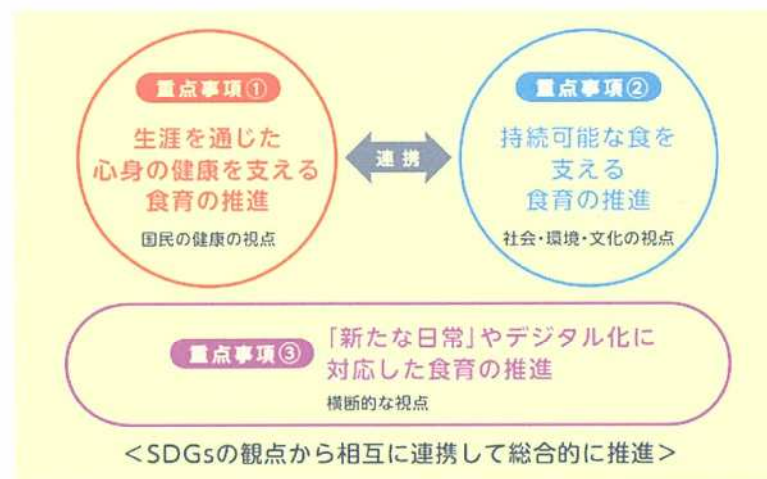 重点事項①
生涯を通じた
心身の健康を支える
食育の推進
国民の健康の視点
連携
重点事項②
持続可能な食を
支える
食育の推進
社会・環境・文化の視点
重点事項③
「新たな日常」やデジタル化に
対応した食育の推進
横断的な視点
＜SDGsの観点から相互に連携して総合的に推進＞